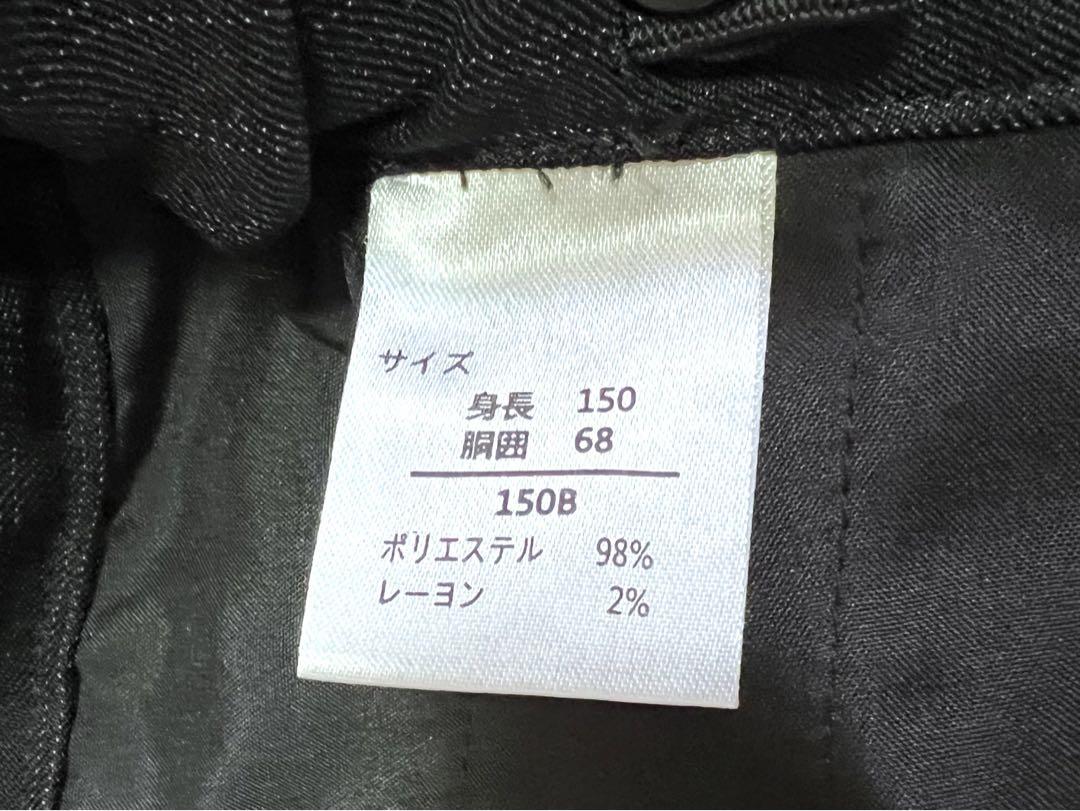 サイズ
身長 150
胴囲 68
150B
ポリエステル 98%
レーヨン 2%